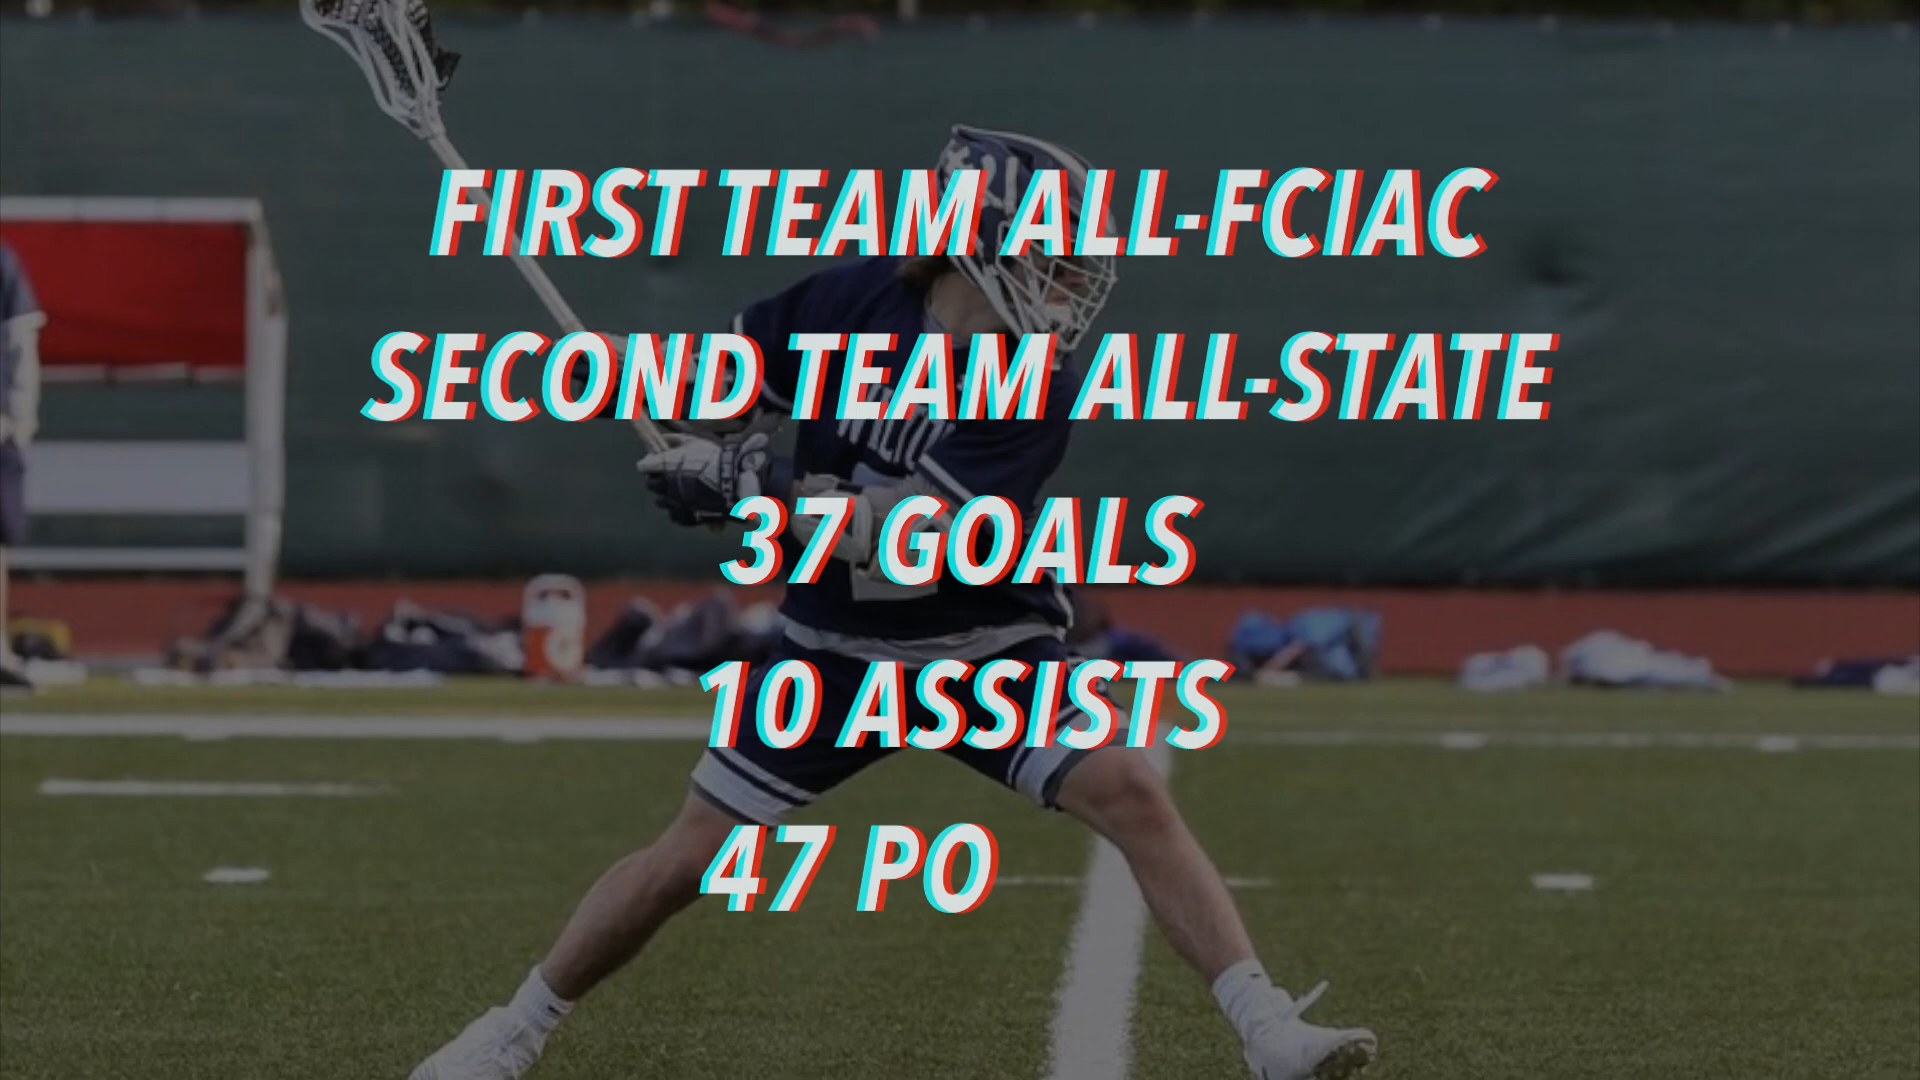 FIRST TEAM ALL-FCIAC
SECOND TEAM ALL-STATE
37 GOALS
10 ASSISTS
47 PO